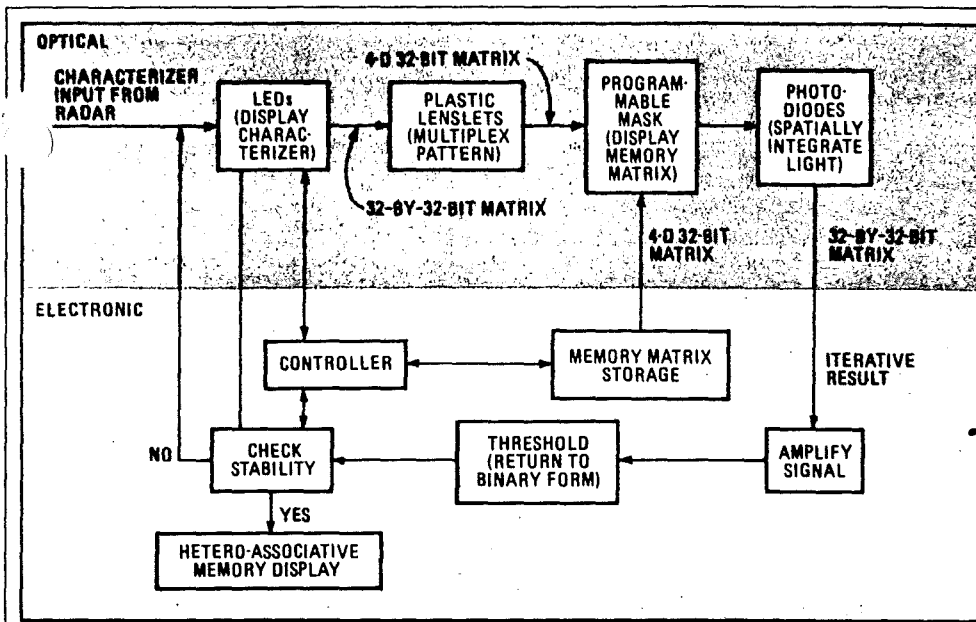 OPTICAL
CHARACTERIZER
INPUT FROM
RADAR
LEDs
(DISPLAY
CHARAC-
TERIZER)
32-BY-32-BIT MATRIX
PLASTIC
LENSLETS
(MULTIPLEX
PATTERN)
4-D 32-BIT MATRIX
PROGRAM-
MABLE
MASK
(DISPLAY
MEMORY
MATRIX)
PHOTO-
DIODES
(SPATIALLY
INTEGRATE
LIGHT)
4-D 32-BIT
MATRIX
32-BY-32-BIT
MATRIX
ELECTRONIC
CONTROLLER
MEMORY MATRIX
STORAGE
ITERATIVE
RESULT
NO
CHECK
STABILITY
THRESHOLD
(RETURN TO
BINARY FORM)
AMPLIFY
SIGNAL
YES
HETERO-ASSOCIATIVE
MEMORY DISPLAY